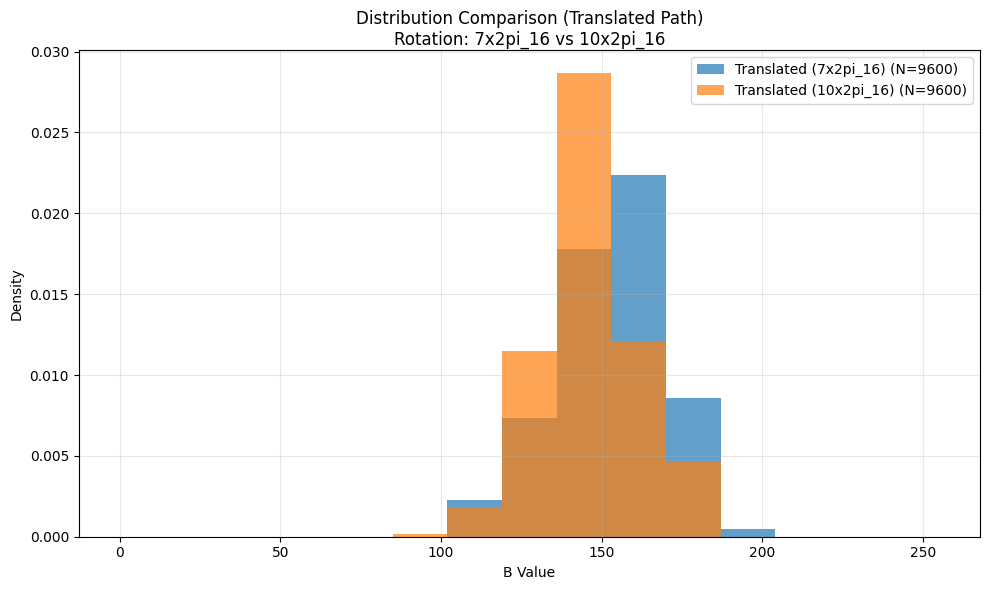 Distribution Comparison (Translated Path)
Rotation: 7x2pi_16 vs 10x2pi_16
Translated (7x2pi_16) (N=9600)
Translated (10x2pi_16) (N=9600)
Density
0.030
0.025
0.020
0.015
0.010
0.005
0.000
0 50 100 150 200 250
B Value